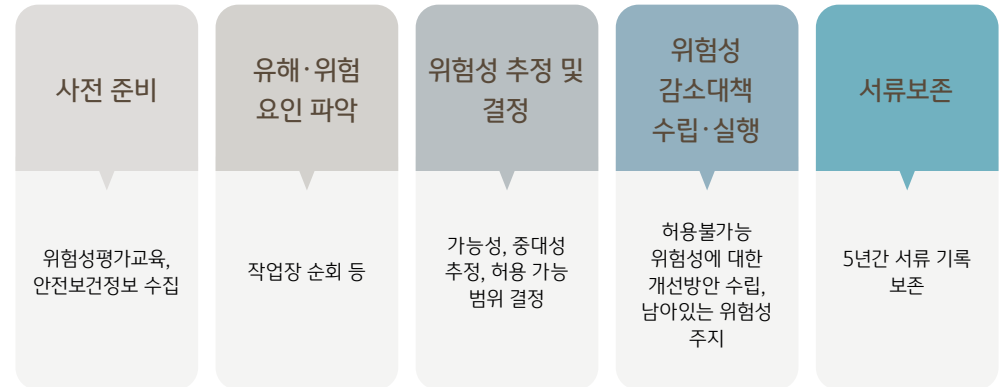 사전 준비
위험성평가교육,
안전보건정보 수집
유해·위험
요인 파악
작업장 순회 등
위험성 추정 및
결정
가능성, 중대성
추정, 허용 가능
범위 결정
위험성
감소대책
수립·실행
허용불가능
위험성에 대한
개선방안 수립,
남아있는 위험성
주지
서류보존
5년간 서류 기록
보존